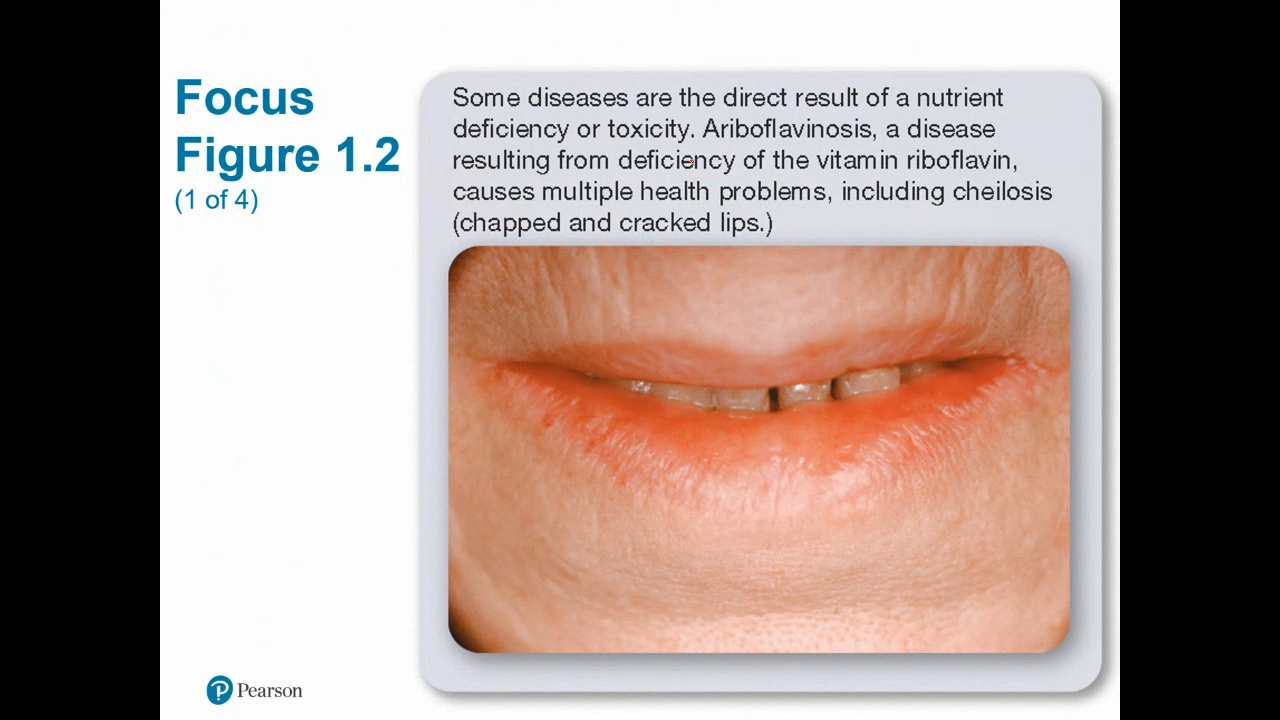 Focus
Figure 1.2
(1 of 4)
Some diseases are the direct result of a nutrient
deficiency or toxicity. Ariboflavinosis, a disease
resulting from deficiency of the vitamin riboflavin,
causes multiple health problems, including cheilosis
(chapped and cracked lips.)
Pearson